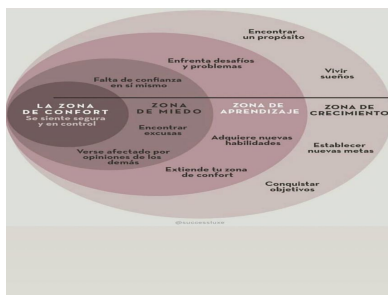 Encontrar
un propósito
Enfrenta desafíos
y problemas
Vivir
sueños
Falta de confianza
en sí mismo
LA ZONA
DE CONFORT
Se siente segura
y en control
ZONA
DE MIEDO
ZONA DE
APRENDIZAJE
ZONA DE
CRECIMIENTO
Encontrar
excusas
Adquiere nuevas
habilidades
Establecer
nuevas metas
Verse afectado por
opiniones de los
demás
Extiende tu zona
de confort
Conquistar
objetivos